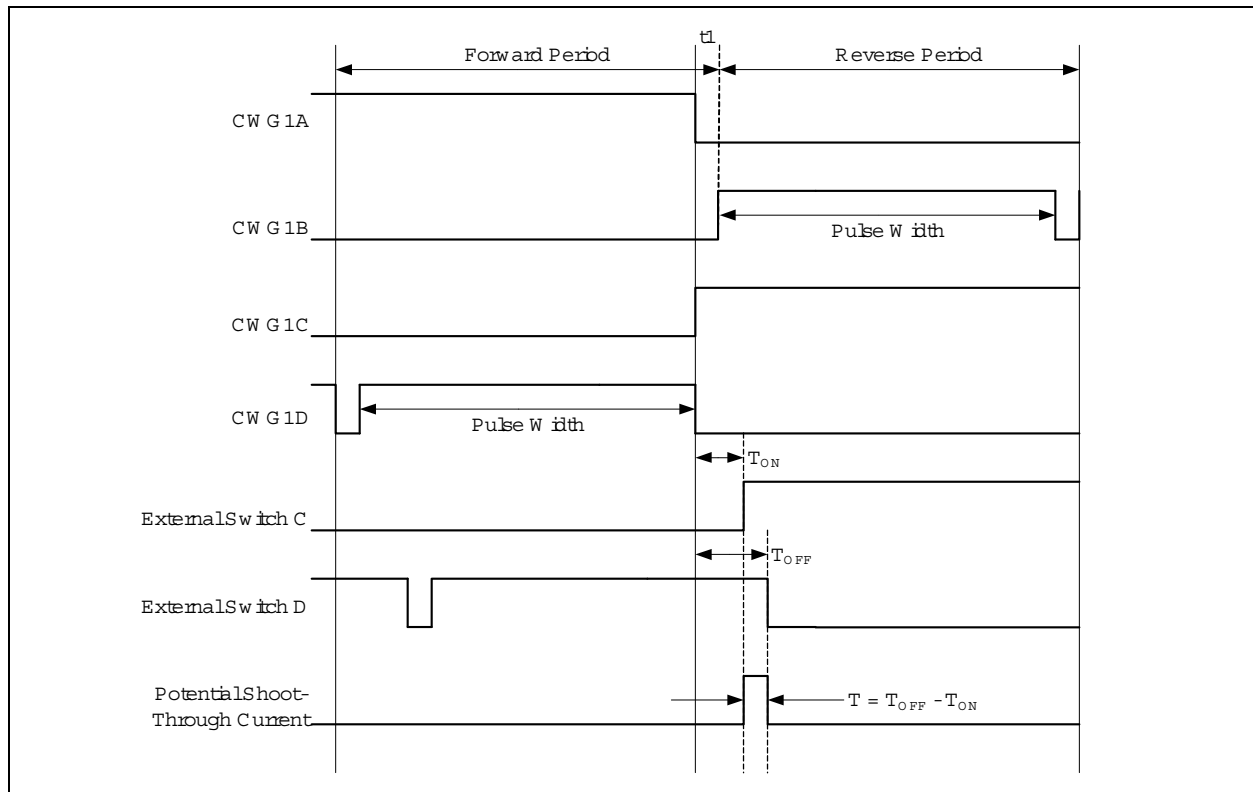 t1
Forward Period
Reverse Period
CWG1A
CWG1B
Pulse Width
CWG1C
CWG1D
Pulse Width
TON
External Switch C
TOFF
External Switch D
Potential Shoot-
Through Current
T = TOFF - TON